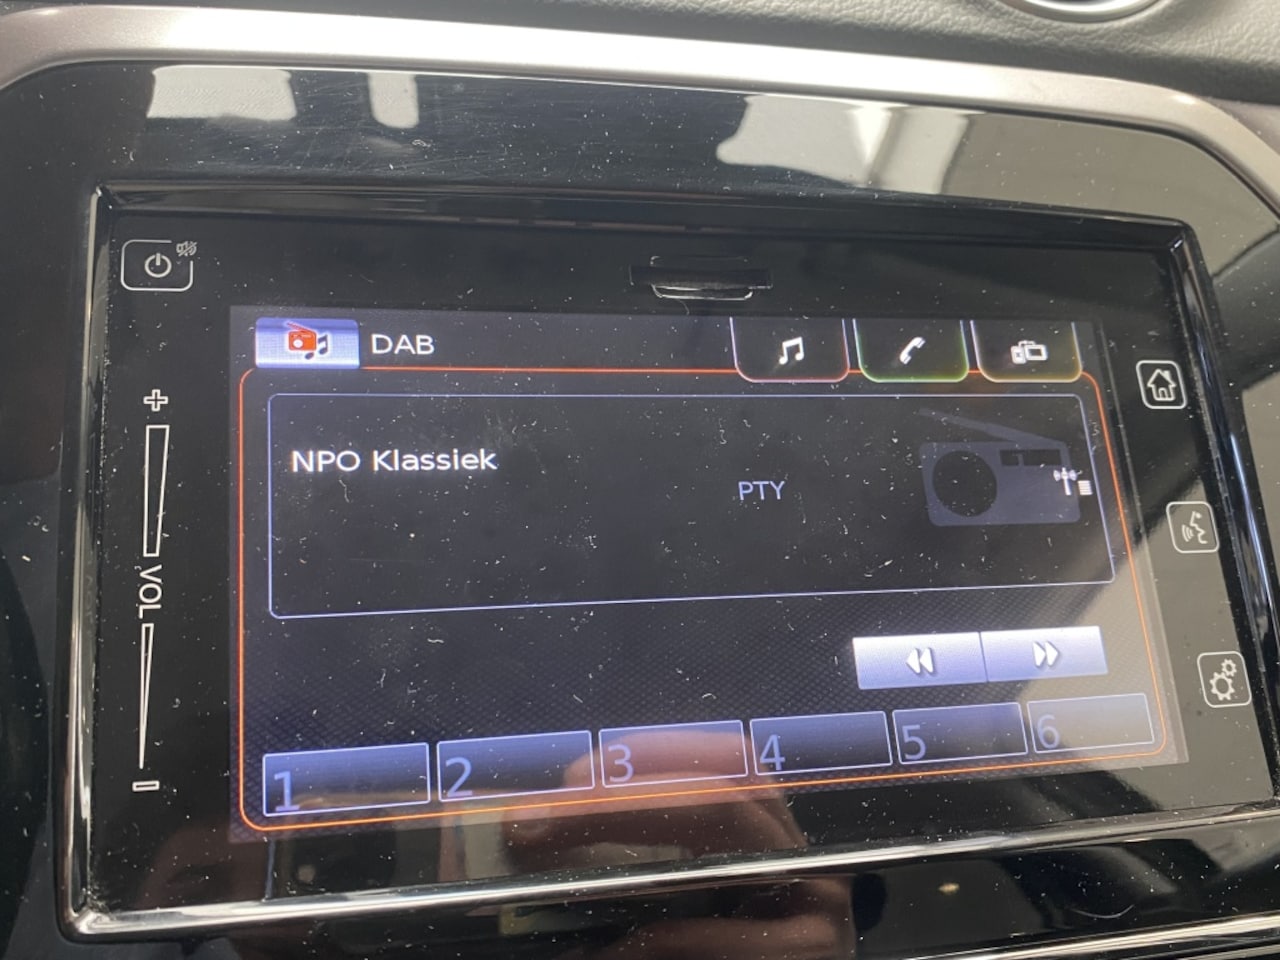 DAB
NPO Klassiek
PTY
+
VOL
-
1 2 3 4 5 6